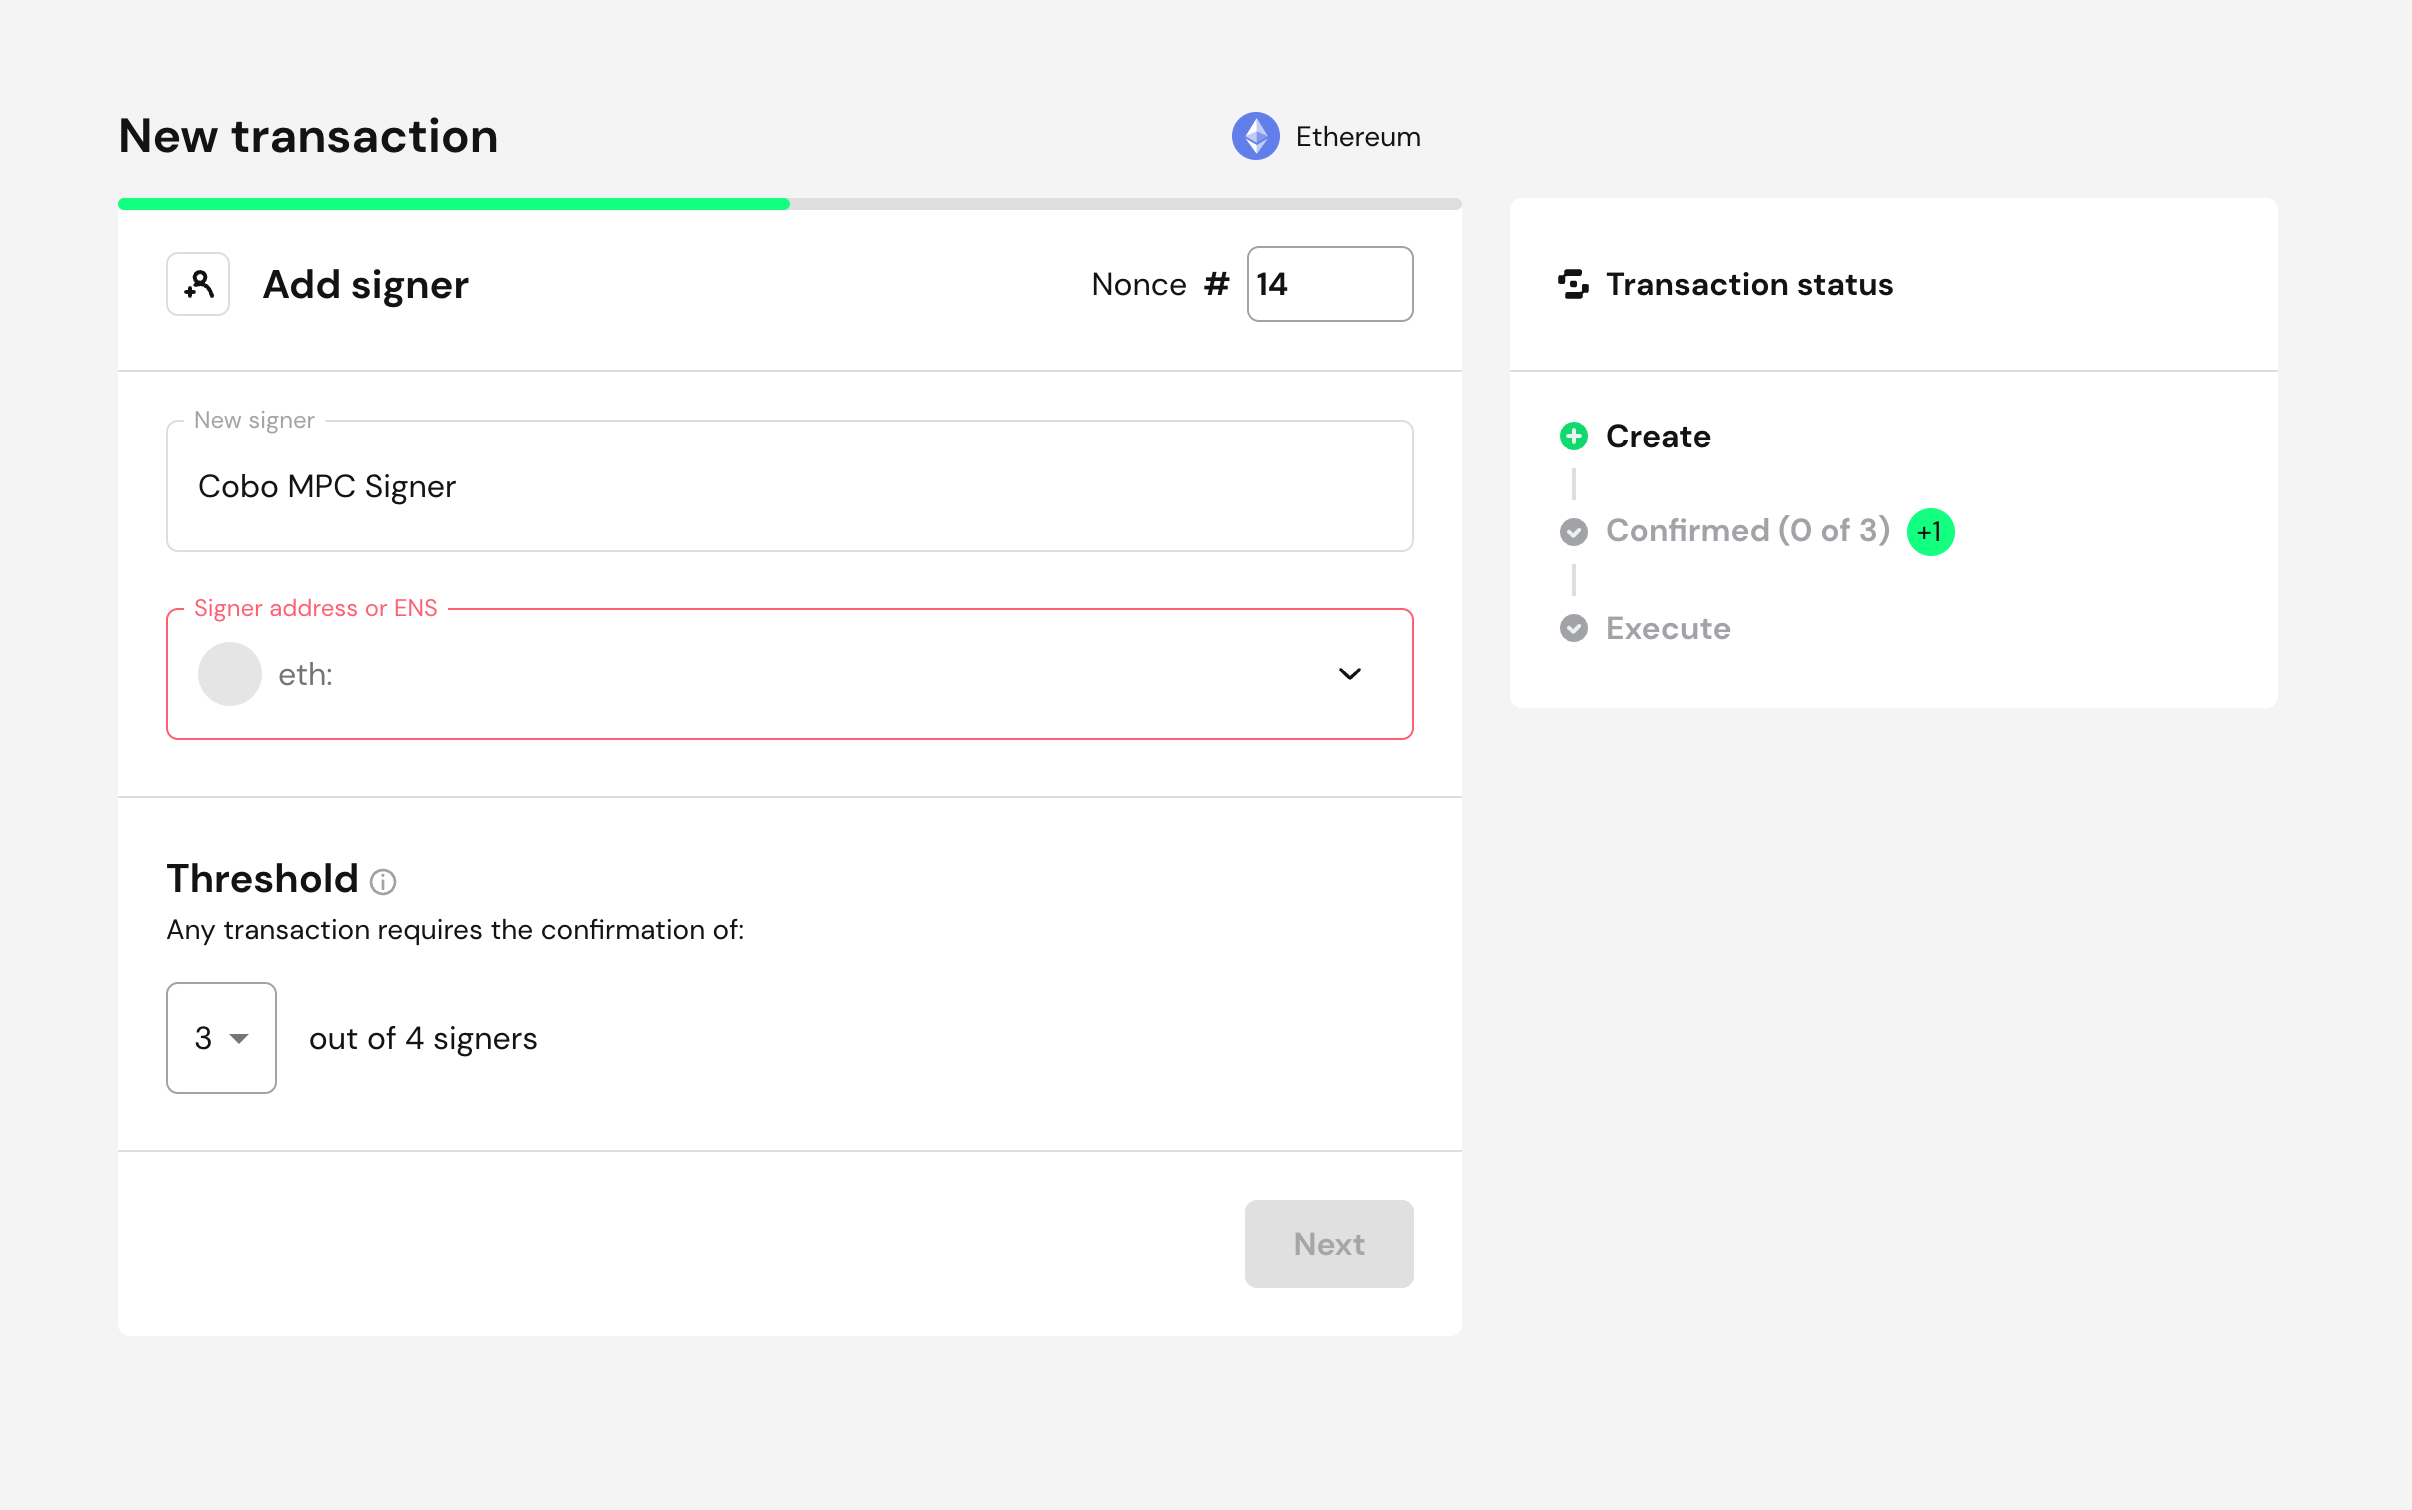 New transaction
Ethereum
Add signer
Nonce # 14
New signer
Cobo MPC Signer
Signer address or ENS
eth:
Threshold
Any transaction requires the confirmation of:
3 out of 4 signers
Next
Transaction status
Create
Confirmed (0 of 3) +1
Execute